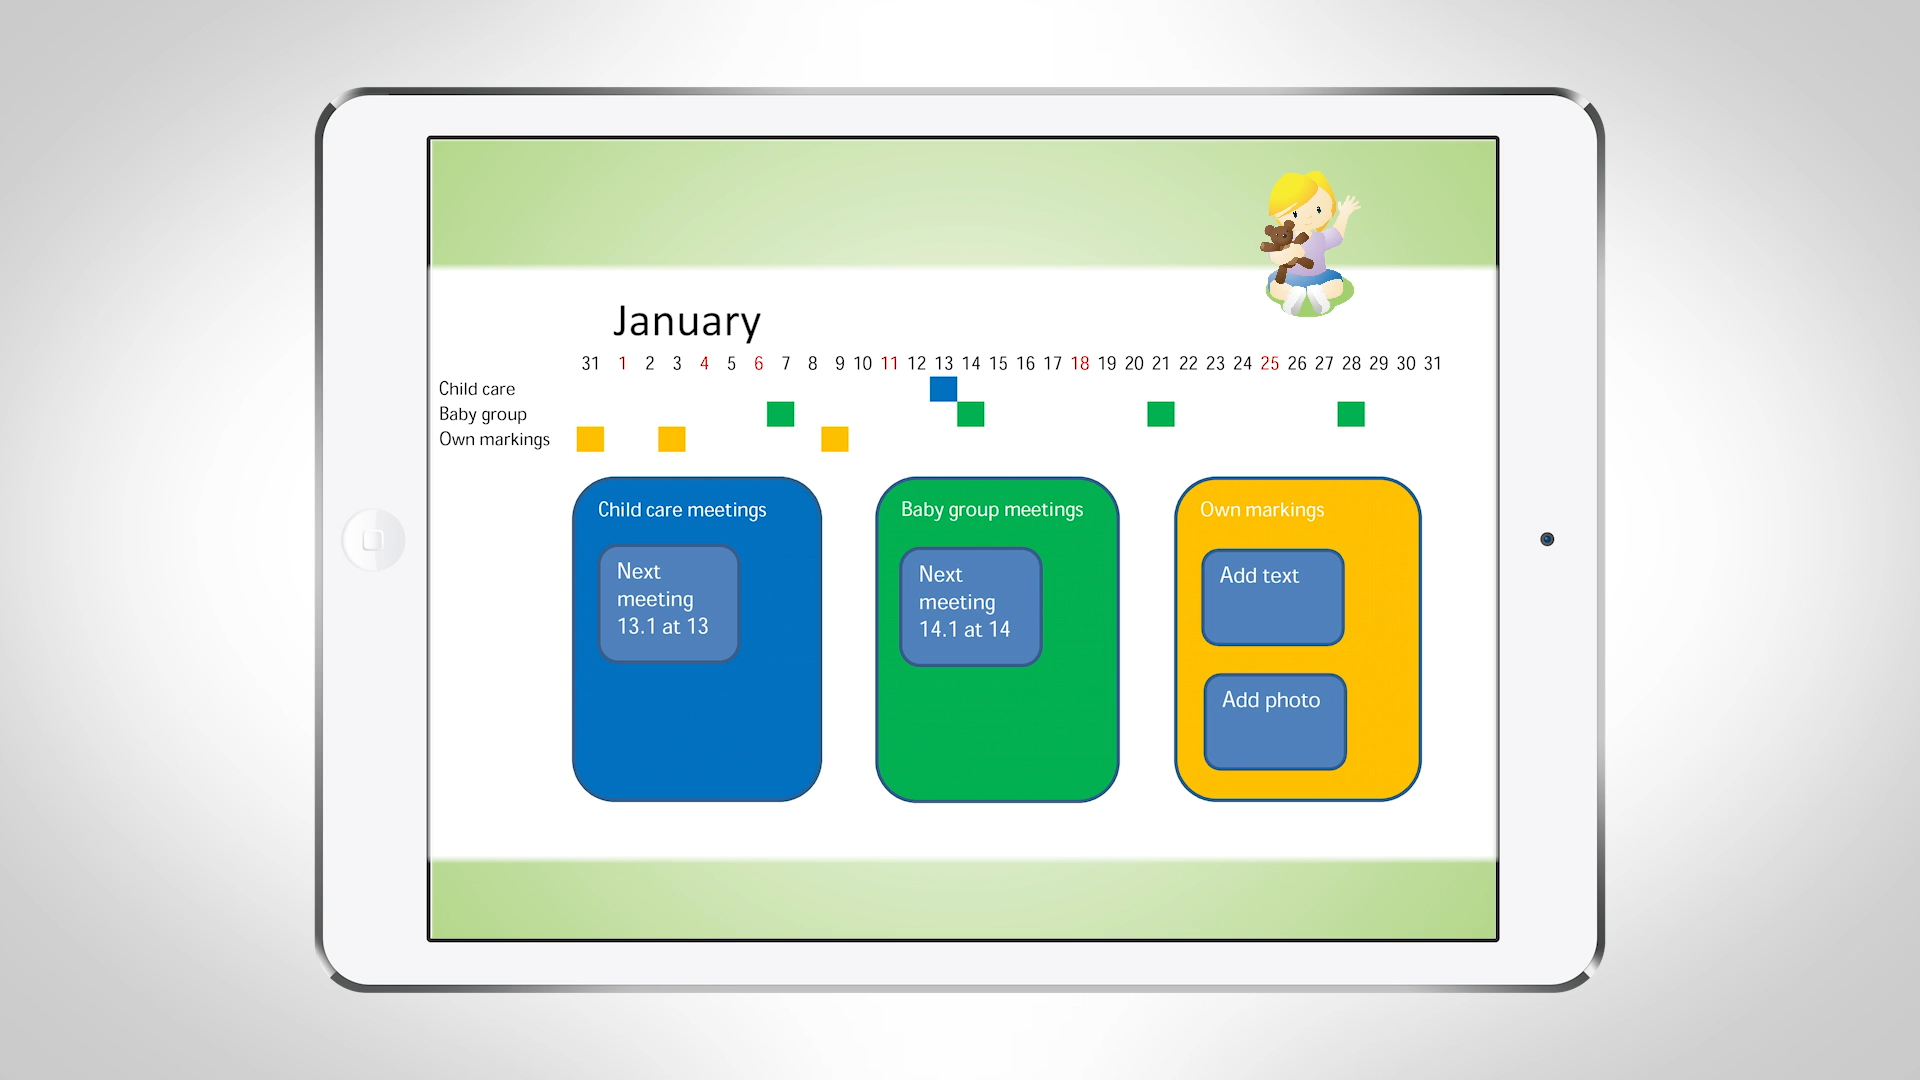 January
31 1 2 3 4 5 6 7 8 9 10 11 12 13 14 15 16 17 18 19 20 21 22 23 24 25 26 27 28 29 30 31
Child care
Baby group
Own markings
Child care meetings
Next
meeting
13.1 at 13
Baby group meetings
Next
meeting
14.1 at 14
Own markings
Add text
Add photo